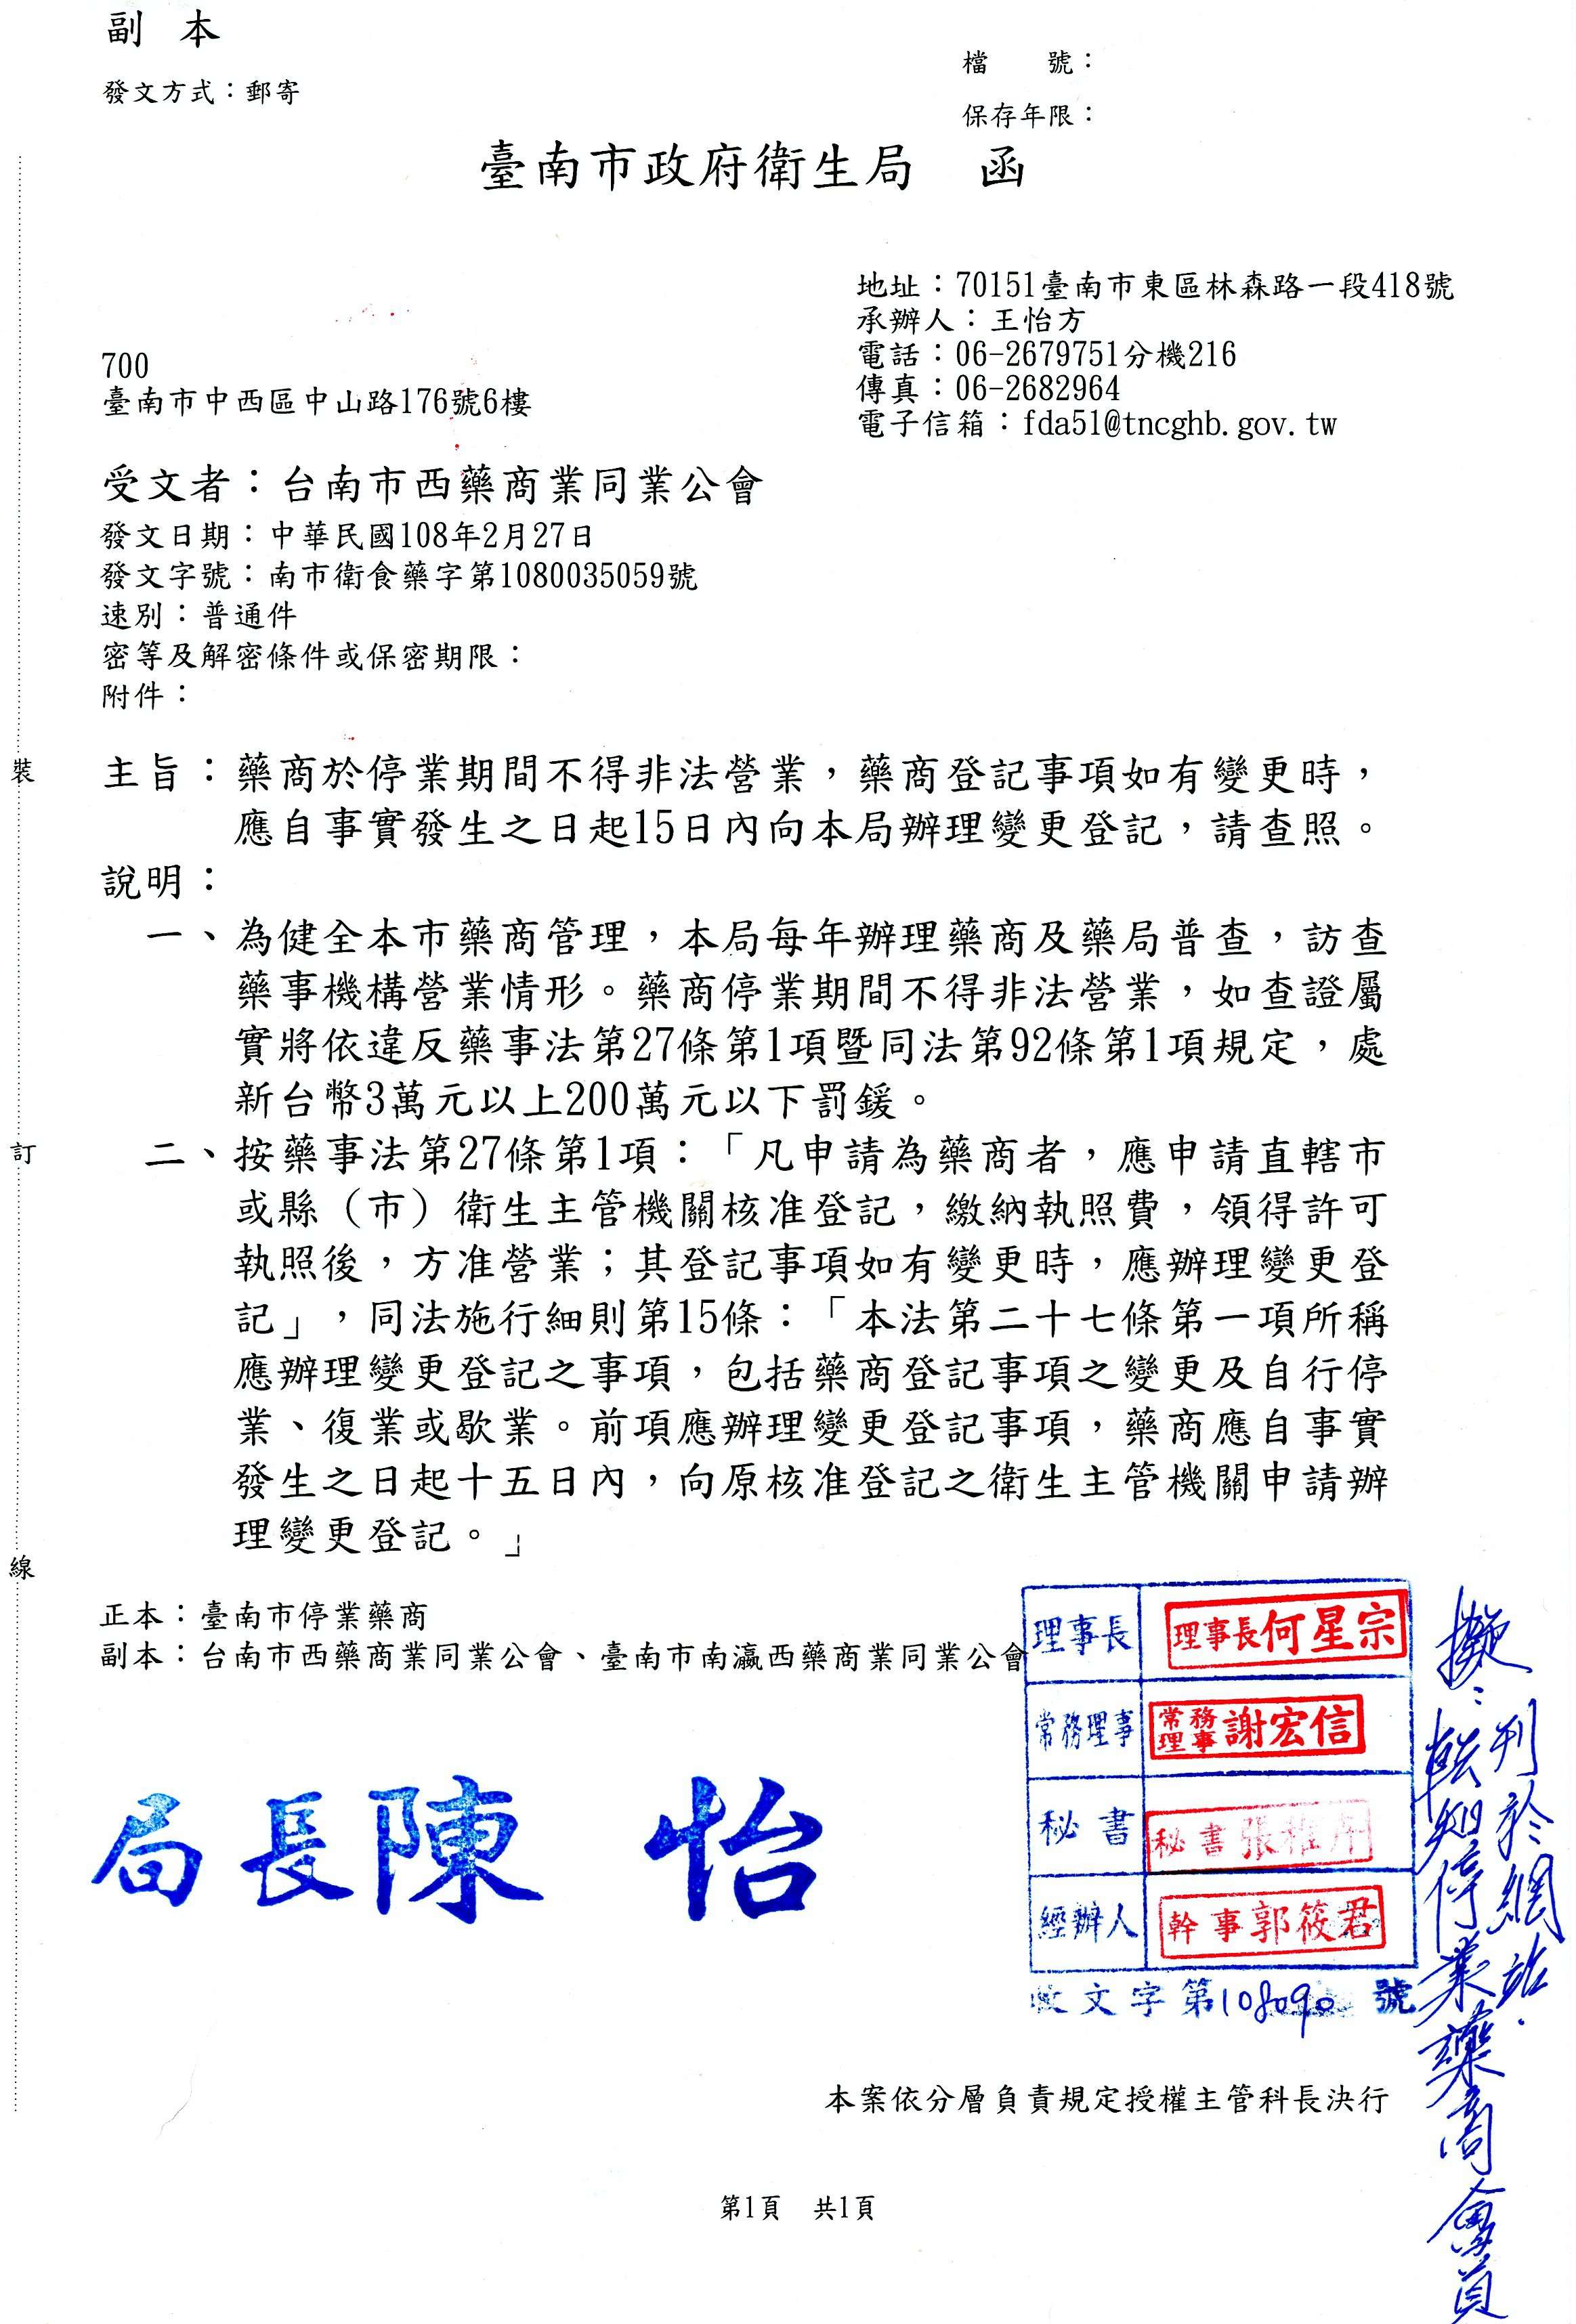 副　本
發文方式：郵寄
檔　　號：
保存年限：
臺南市政府衛生局　函
地址：70151臺南市東區林森路一段418號
承辦人：王怡方
電話：06-2679751分機216
傳真：06-2682964
電子信箱：fda51@tncghb.gov.tw
700
臺南市中西區中山路176號6樓
受文者：台南市西藥商業同業公會
發文日期：中華民國108年2月27日
發文字號：南市衛食藥字第1080035059號
速別：普通件
密等及解密條件或保密期限：
附件：
主旨：藥商於停業期間不得非法營業，藥商登記事項如有變更時，
應自事實發生之日起15日內向本局辦理變更登記，請查照。
說明：
一、為健全本市藥商管理，本局每年辦理藥商及藥局普查，訪查
藥事機構營業情形。藥商停業期間不得非法營業，如查證屬
實將依違反藥事法第27條第1項暨同法第92條第1項規定，處
新台幣3萬元以上200萬元以下罰鍰。
二、按藥事法第27條第1項：「凡申請為藥商者，應申請直轄市
或縣（市）衛生主管機關核准登記，繳納執照費，領得許可
執照後，方准營業；其登記事項如有變更時，應辦理變更登
記」，同法施行細則第15條：「本法第二十七條第一項所稱
應辦理變更登記之事項，包括藥商登記事項之變更及自行停
業、復業或歇業。前項應辦理變更登記事項，藥商應自事實
發生之日起十五日內，向原核准登記之衛生主管機關申請辦
理變更登記。」
裝
訂
線
正本：臺南市停業藥商
副本：台南市西藥商業同業公會、臺南市南瀛西藥商業同業公會
局長陳　怡
理事長　理事長何星宗
常務理事　常務理事謝宏信
秘書　秘書張
經辦人　幹事郭筱君
收文字第108090號
擬：轉知停業藥商會員
刊於網站.
本案依分層負責規定授權主管科長決行
第1頁　共1頁